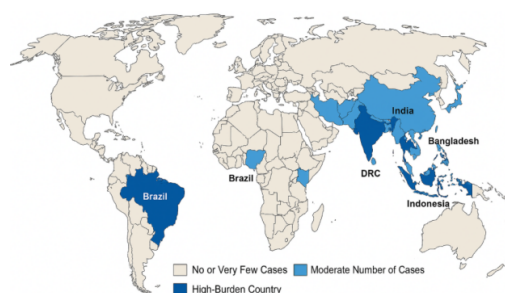 India
Bangladesh
Brazil
Brazil
DRC
Indonesia
No or Very Few Cases
Moderate Number of Cases
High-Burden Country